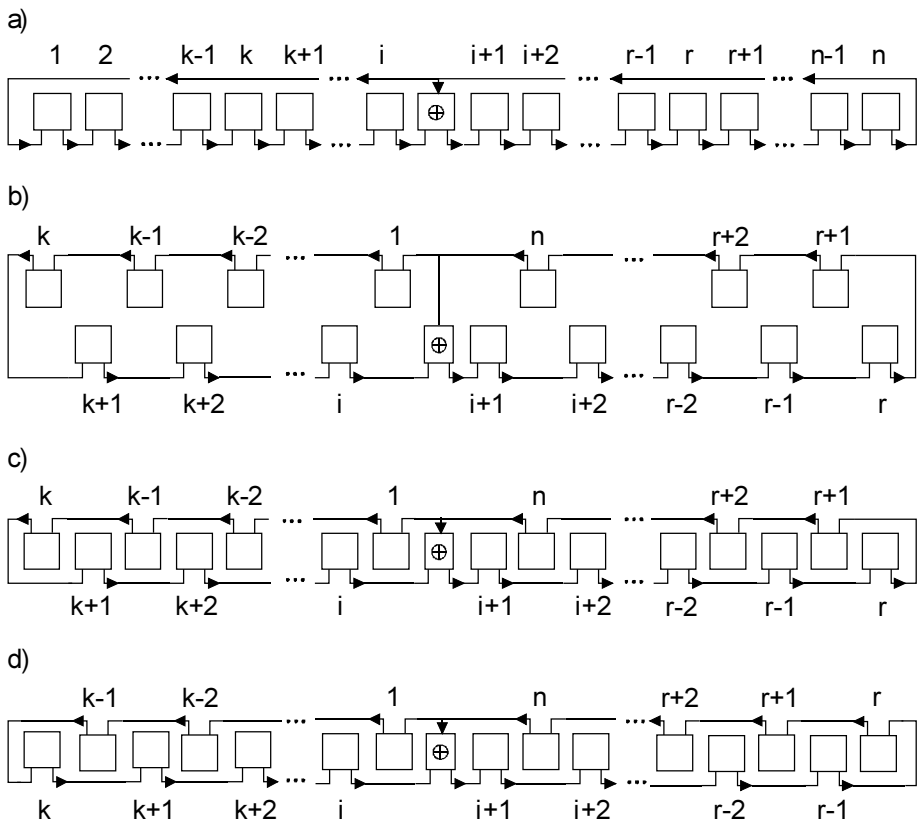 a)
1 2 ... k-1 k k+1 ... i i+1 i+2 ... r-1 r r+1 ... n-1 n
... ... ... ...
b)
k k-1 k-2 ... 1 n ... r+2 r+1
... ...
k+1 k+2 i i+1 i+2 r-2 r-1 r
c)
k k-1 k-2 ... 1 n ... r+2 r+1
... ...
k+1 k+2 i i+1 i+2 r-2 r-1 r
d)
k-1 k-2 ... 1 n ... r+2 r+1 r
... ...
k k+1 k+2 i i+1 i+2 r-2 r-1